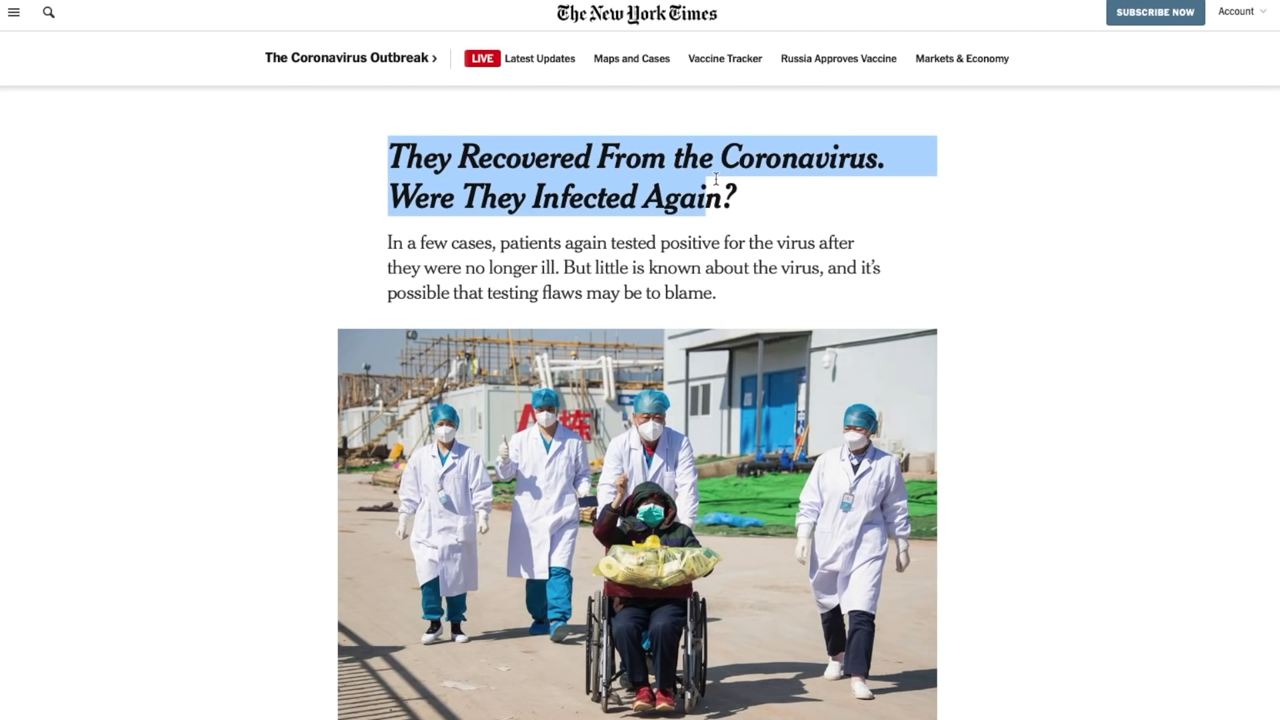 The New York Times
SUBSCRIBE NOW
Account
The Coronavirus Outbreak ›
LIVE Latest Updates
Maps and Cases
Vaccine Tracker
Russia Approves Vaccine
Markets & Economy
They Recovered From the Coronavirus.
Were They Infected Again?
In a few cases, patients again tested positive for the virus after
they were no longer ill. But little is known about the virus, and it’s
possible that testing flaws may be to blame.